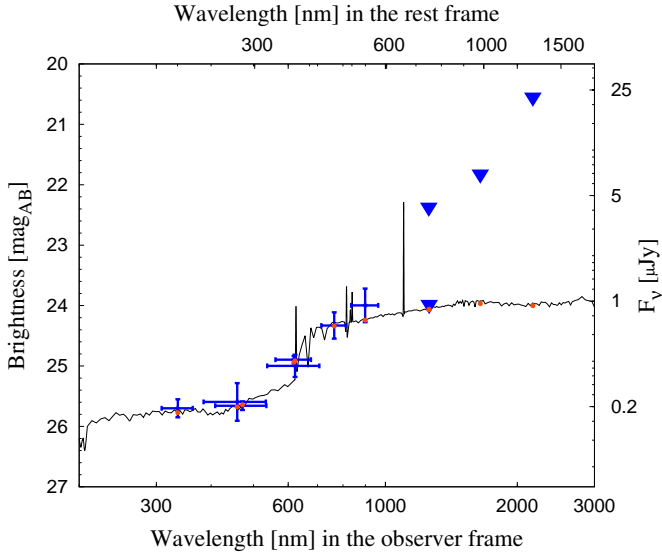 Wavelength [nm] in the rest frame
300 600 1000 1500
20 25
21
22 5
23
24 1
25
26 0.2
27
Brightness [mag_AB]
F_ν [μJy]
300 600 1000 2000 3000
Wavelength [nm] in the observer frame